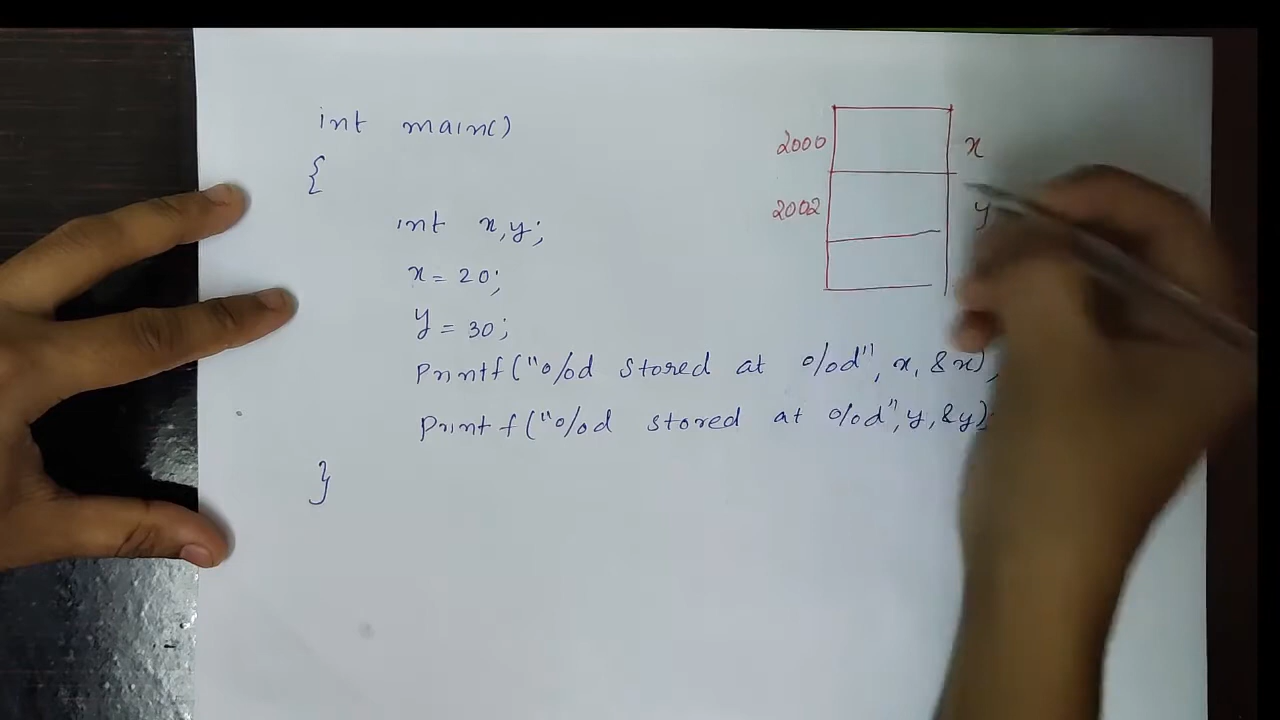 int main()
{
int x,y;
x = 20;
y = 30;
Printf("%d stored at %d", x, &x),
Printf("%d stored at %d", y, &y);
}
2000 x
2002 y